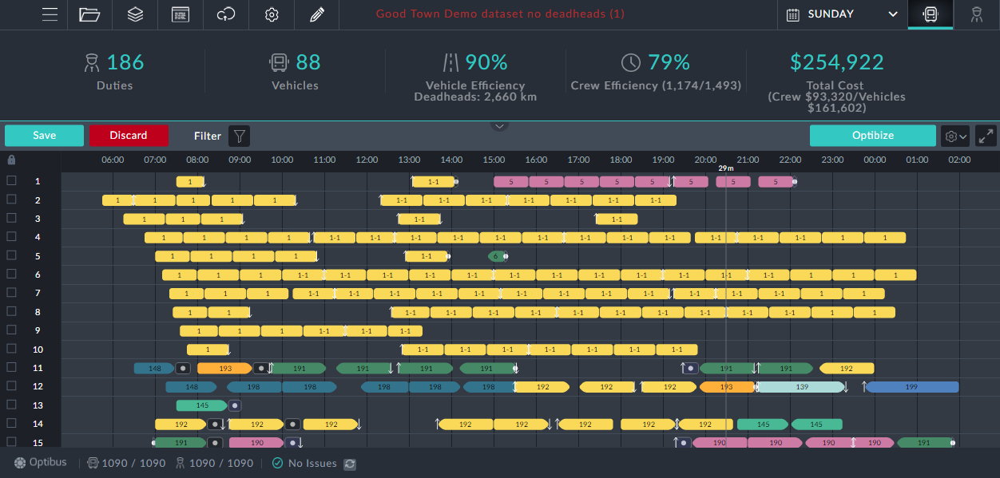 Good Town Demo dataset no deadheads (1)
SUNDAY
186
Duties
88
Vehicles
90%
Vehicle Efficiency
Deadheads: 2,660 km
79%
Crew Efficiency (1,174/1,493)
$254,922
Total Cost
(Crew $93,320/Vehicles
$161,602)
Save Discard Filter Optibize
06:00 07:00 08:00 09:00 10:00 11:00 12:00 13:00 14:00 15:00 16:00 17:00 18:00 19:00 20:00 21:00 22:00 23:00 00:00 01:00 02:00
29m
1 1 1-1 5 5 5 5 5 5 5 5
2 1 1 1 1 1 1-1 1-1 1-1 1-1 1-1 1-1 1-1
3 1 1 1 1-1 1-1
4 1 1 1 1 1-1 1-1 1-1 1-1 1-1 1-1 1-1 1-1 1-1 1-1 1-1 1-1 1 1
5 1 1 1 1 1-1 6
6 1 1 1 1-1 1-1 1-1 1-1 1-1 1-1 1-1 1-1 1-1 1-1 1-1 1-1 1 1 1
7 1 1 1 1-1 1-1 1-1 1-1 1-1 1-1 1-1 1-1 1-1 1-1 1-1 1-1 1 1
8 1 1 1-1 1-1 1-1 1-1 1-1 1-1 1-1 1-1 1-1 1-1 1 1
9 1 1 1 1-1 1-1 1-1
10 1 1-1 1-1 1-1 1-1 1-1 1-1 1-1
11 148 193 191 191 191 191 191 191 192
12 148 198 198 198 198 198 192 192 192 193 139 199
13 145
14 192 192 192 192 192 192 192 192 145 145
15 191 190 190 190 190 190 191
Optibus 1090 / 1090 1090 / 1090 No Issues